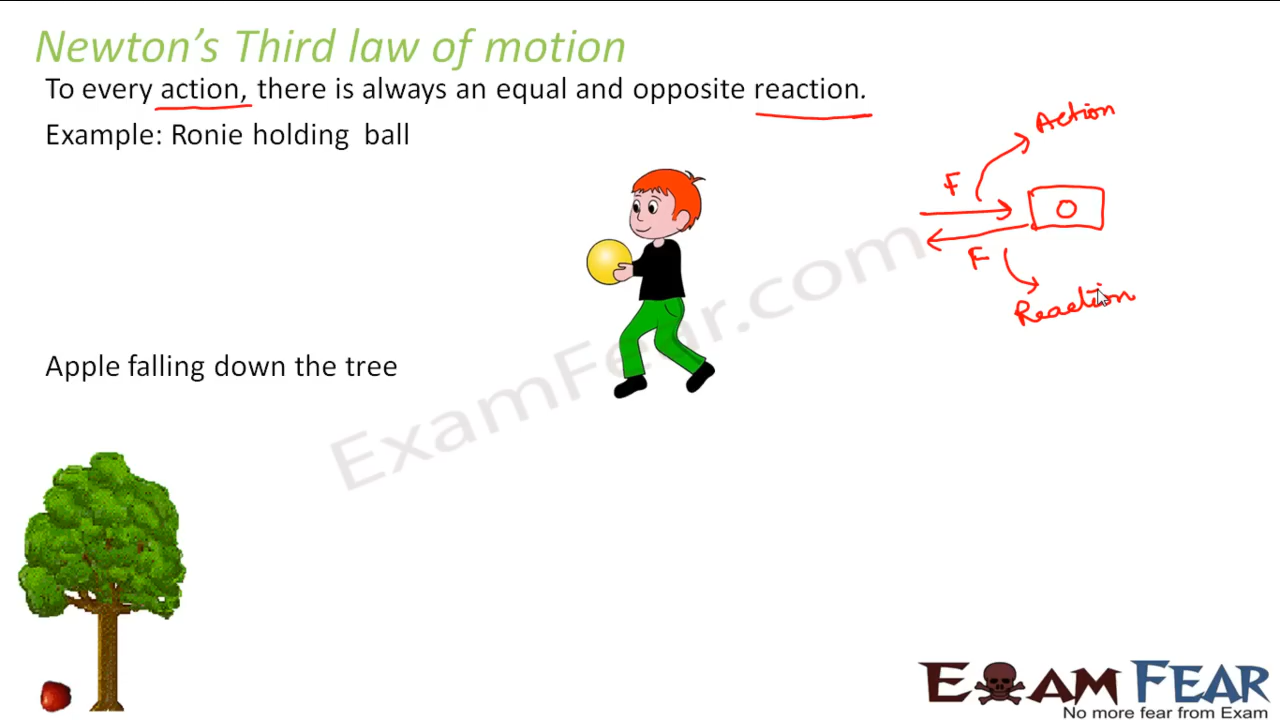 Newton's Third law of motion
To every action, there is always an equal and opposite reaction.
Example: Ronie holding ball
Action
F
O
F
Reaction
ExamFear.com
Apple falling down the tree
EXAM FEAR
No more fear from Exam